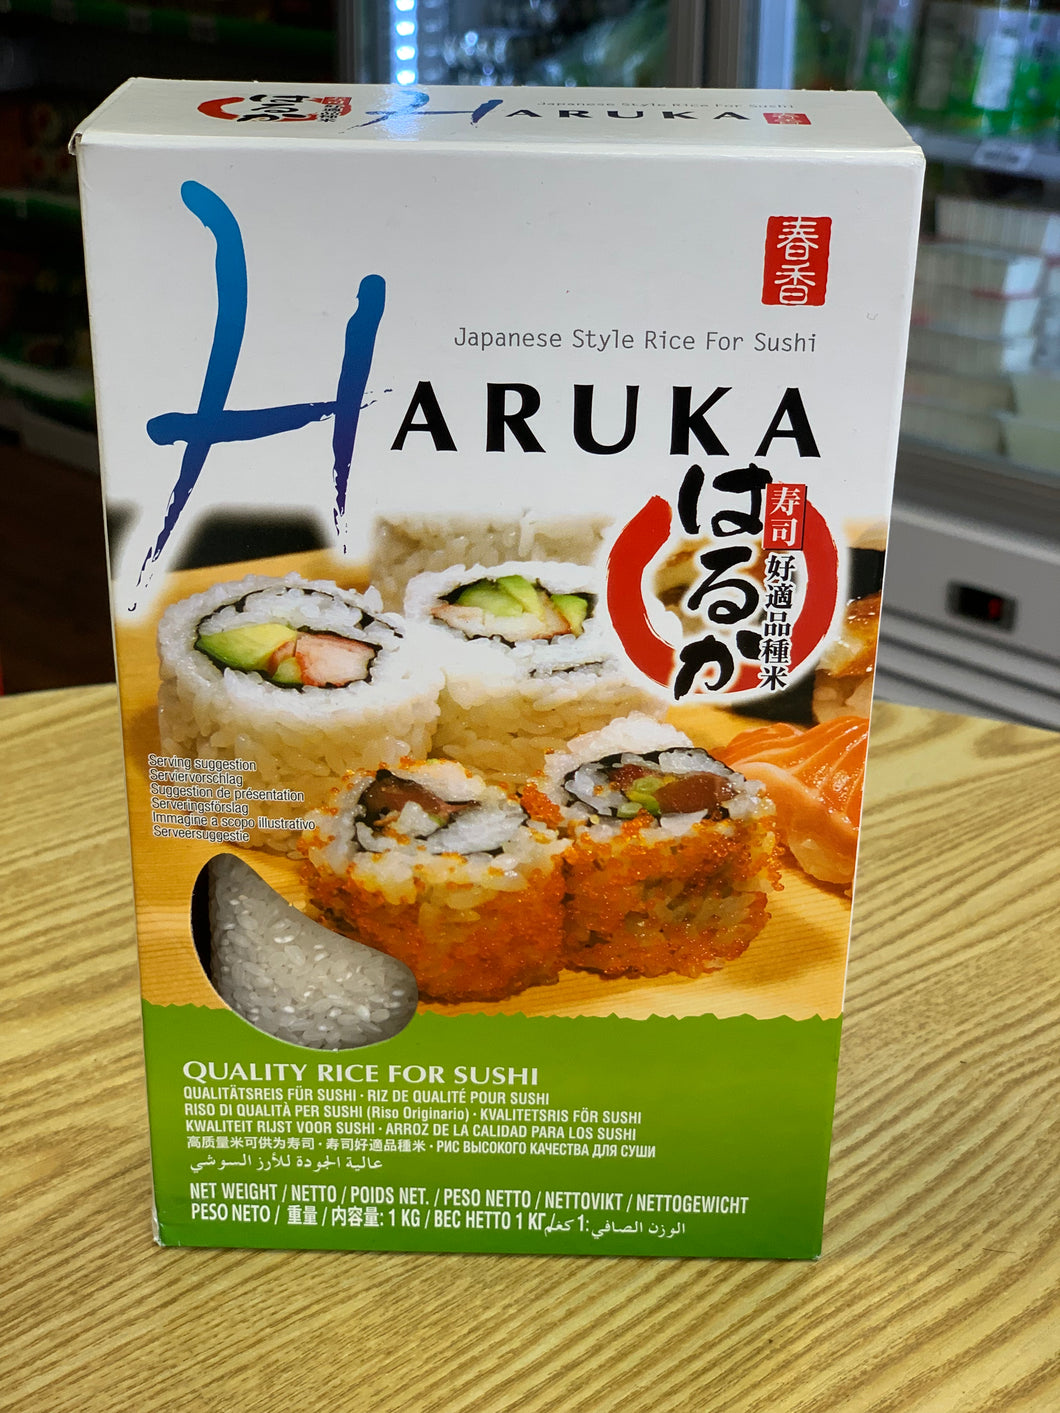 はるか
Japanese Style Rice For Sushi
HARUKA
春香
Japanese Style Rice For Sushi
HARUKA
はるか
寿司
好適品種米
Serving suggestion
Serviervorschlag
Suggestion de présentation
Serveringsförslag
Immagine a scopo illustrativo
Serveersuggestie
QUALITY RICE FOR SUSHI
QUALITÄTSREIS FÜR SUSHI · RIZ DE QUALITÉ POUR SUSHI
RISO DI QUALITÀ PER SUSHI (Riso Originario) · KVALITETSRIS FÖR SUSHI
KWALITEIT RIJST VOOR SUSHI · ARROZ DE LA CALIDAD PARA LOS SUSHI
高质量米可供为寿司 · 寿司好適品種米 · РИС ВЫСОКОГО КАЧЕСТВА ДЛЯ СУШИ
عالية الجودة للأرز السوشي
NET WEIGHT / NETTO / POIDS NET. / PESO NETTO / NETTOVIKT / NETTOGEWICHT
PESO NETO / 重量 / 内容量: 1 KG / ВЕС НЕТТО 1 КГ/ الوزن الصافي: 1 كغلم